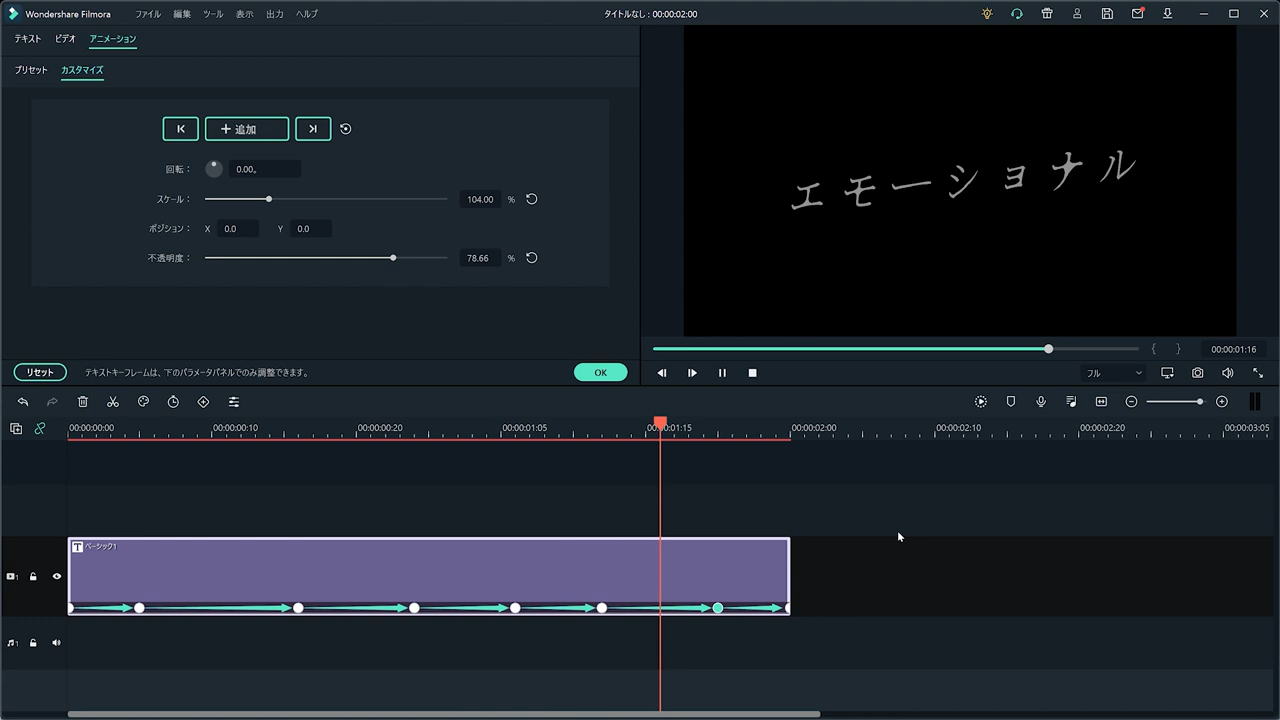 Wondershare Filmora ファイル 編集 ツール 表示 出力 ヘルプ タイトルなし : 00:00:02:00
テキスト ビデオ アニメーション
プリセット カスタマイズ
追加
回転 : 0.00。
スケール : 104.00 %
ポジション : X 0.0 Y 0.0
不透明度 : 78.66 %
エモーショナル
{ } 00:00:01:16
リセット テキストキーフレームは、下のパラメータパネルでのみ調整できます。 OK
フル
00:00:00:00 00:00:00:10 00:00:00:20 00:00:01:05 00:00:01:15 00:00:02:00 00:00:02:10 00:00:02:20 00:00:03:05
T ベーシック1
1
1